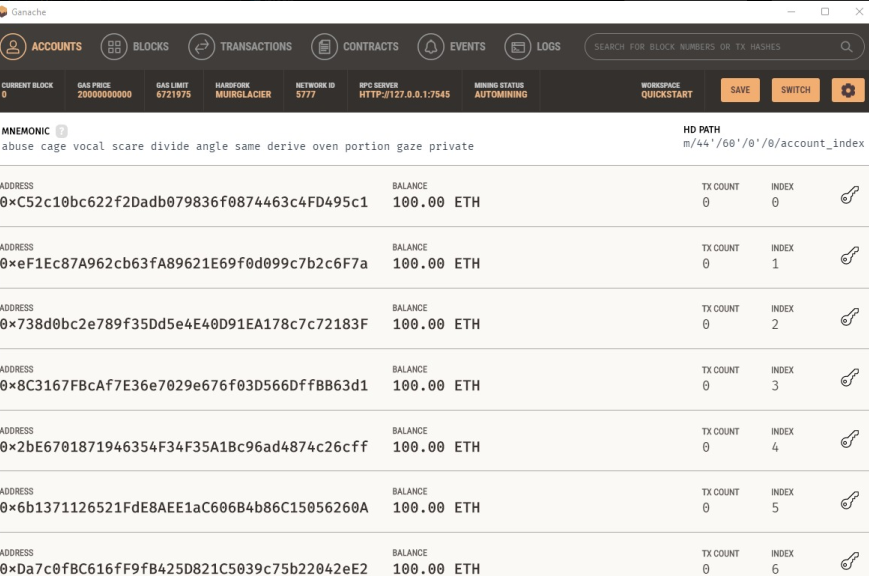 Ganache
ACCOUNTS BLOCKS TRANSACTIONS CONTRACTS EVENTS LOGS SEARCH FOR BLOCK NUMBERS OR TX HASHES
CURRENT BLOCK GAS PRICE GAS LIMIT HARDFORK NETWORK ID RPC SERVER MINING STATUS WORKSPACE
0 20000000000 6721975 MUIRGLACIER 5777 HTTP://127.0.0.1:7545 AUTOMINING QUICKSTART SAVE SWITCH
MNEMONIC ? HD PATH
abuse cage vocal scare divide angle same derive oven portion gaze private m/44'/60'/0'/0/account_index
ADDRESS BALANCE TX COUNT INDEX
0×C52c10bc622f2Dadb079836f0874463c4FD495c1 100.00 ETH 0 0
ADDRESS BALANCE TX COUNT INDEX
0×eF1Ec87A962cb63fA89621E69f0d099c7b2c6F7a 100.00 ETH 0 1
ADDRESS BALANCE TX COUNT INDEX
0×738d0bc2e789f35Dd5e4E40D91EA178c7c72183F 100.00 ETH 0 2
ADDRESS BALANCE TX COUNT INDEX
0×8C3167FBcAf7E36e7029e676f03D566DffBB63d1 100.00 ETH 0 3
ADDRESS BALANCE TX COUNT INDEX
0×2bE6701871946354F34F35A1Bc96ad4874c26cff 100.00 ETH 0 4
ADDRESS BALANCE TX COUNT INDEX
0×6b1371126521FdE8AEE1aC606B4b86C15056260A 100.00 ETH 0 5
ADDRESS BALANCE TX COUNT INDEX
0×Da7c0fBC616fF9fB425D821C5039c75b22042eE2 100.00 ETH 0 6